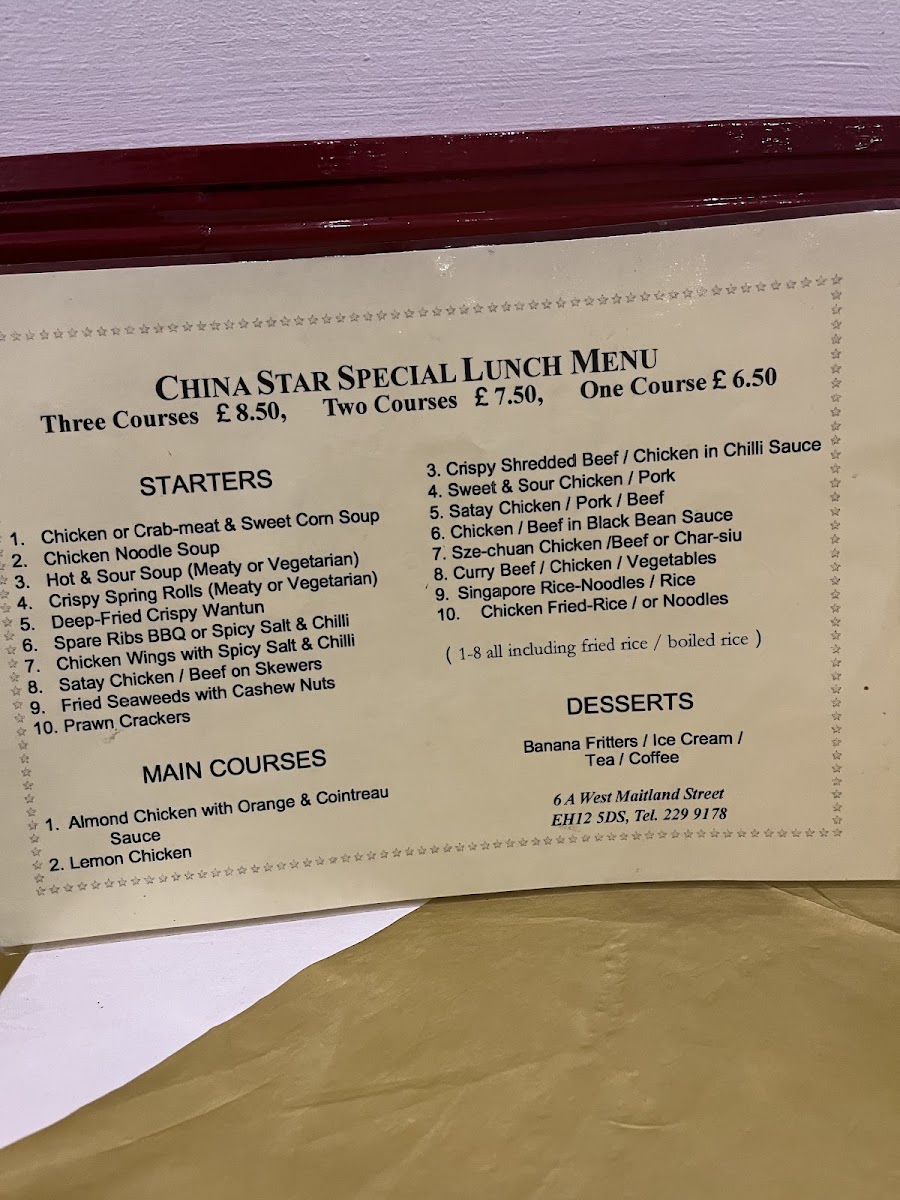 CHINA STAR SPECIAL LUNCH MENU
Three Courses £ 8.50, Two Courses £ 7.50, One Course £ 6.50
STARTERS
1. Chicken or Crab-meat & Sweet Corn Soup
2. Chicken Noodle Soup
3. Hot & Sour Soup (Meaty or Vegetarian)
4. Crispy Spring Rolls (Meaty or Vegetarian)
5. Deep-Fried Crispy Wantun
6. Spare Ribs BBQ or Spicy Salt & Chilli
7. Chicken Wings with Spicy Salt & Chilli
8. Satay Chicken / Beef on Skewers
9. Fried Seaweeds with Cashew Nuts
10. Prawn Crackers
MAIN COURSES
1. Almond Chicken with Orange & Cointreau
Sauce
2. Lemon Chicken
3. Crispy Shredded Beef / Chicken in Chilli Sauce
4. Sweet & Sour Chicken / Pork
5. Satay Chicken / Pork / Beef
6. Chicken / Beef in Black Bean Sauce
7. Sze-chuan Chicken /Beef or Char-siu
8. Curry Beef / Chicken / Vegetables
9. Singapore Rice-Noodles / Rice
10. Chicken Fried-Rice / or Noodles
( 1-8 all including fried rice / boiled rice )
DESSERTS
Banana Fritters / Ice Cream /
Tea / Coffee
6 A West Maitland Street
EH12 5DS, Tel. 229 9178